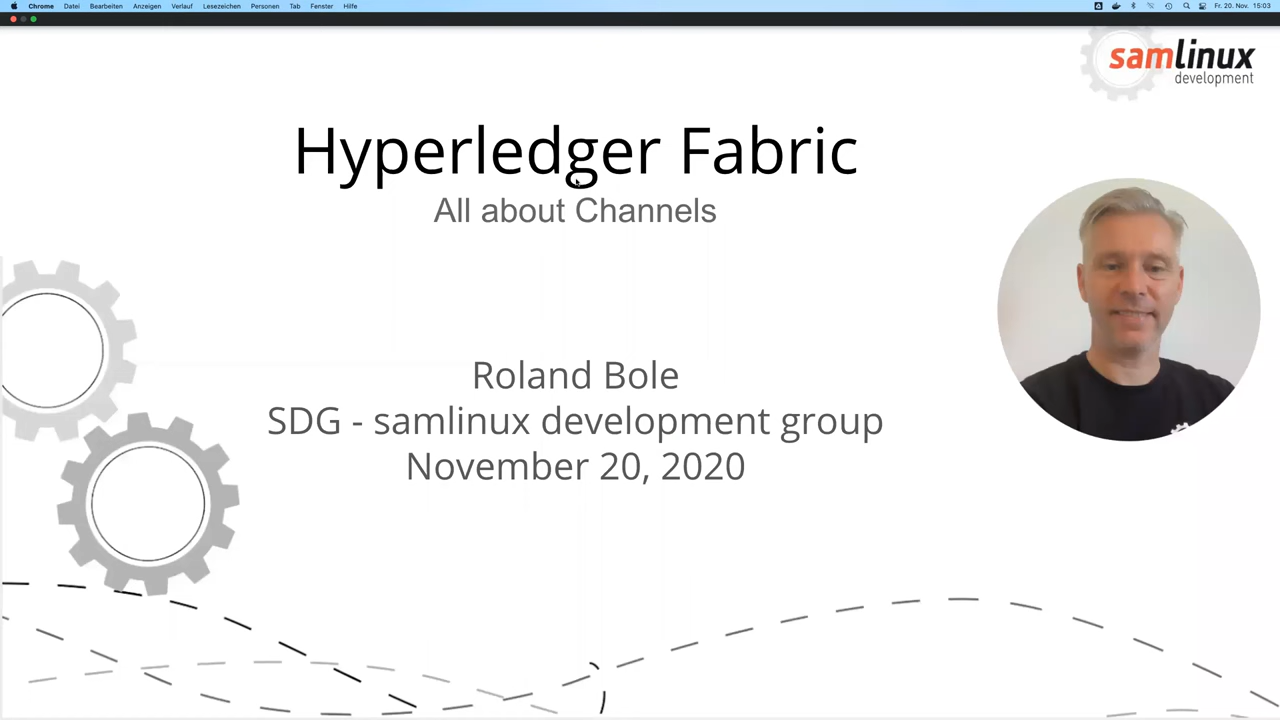 Chrome Datei Bearbeiten Anzeigen Verlauf Lesezeichen Personen Tab Fenster Hilfe Fr. 20. Nov. 15:03
samlinux
development
Hyperledger Fabric
All about Channels
Roland Bole
SDG - samlinux development group
November 20, 2020